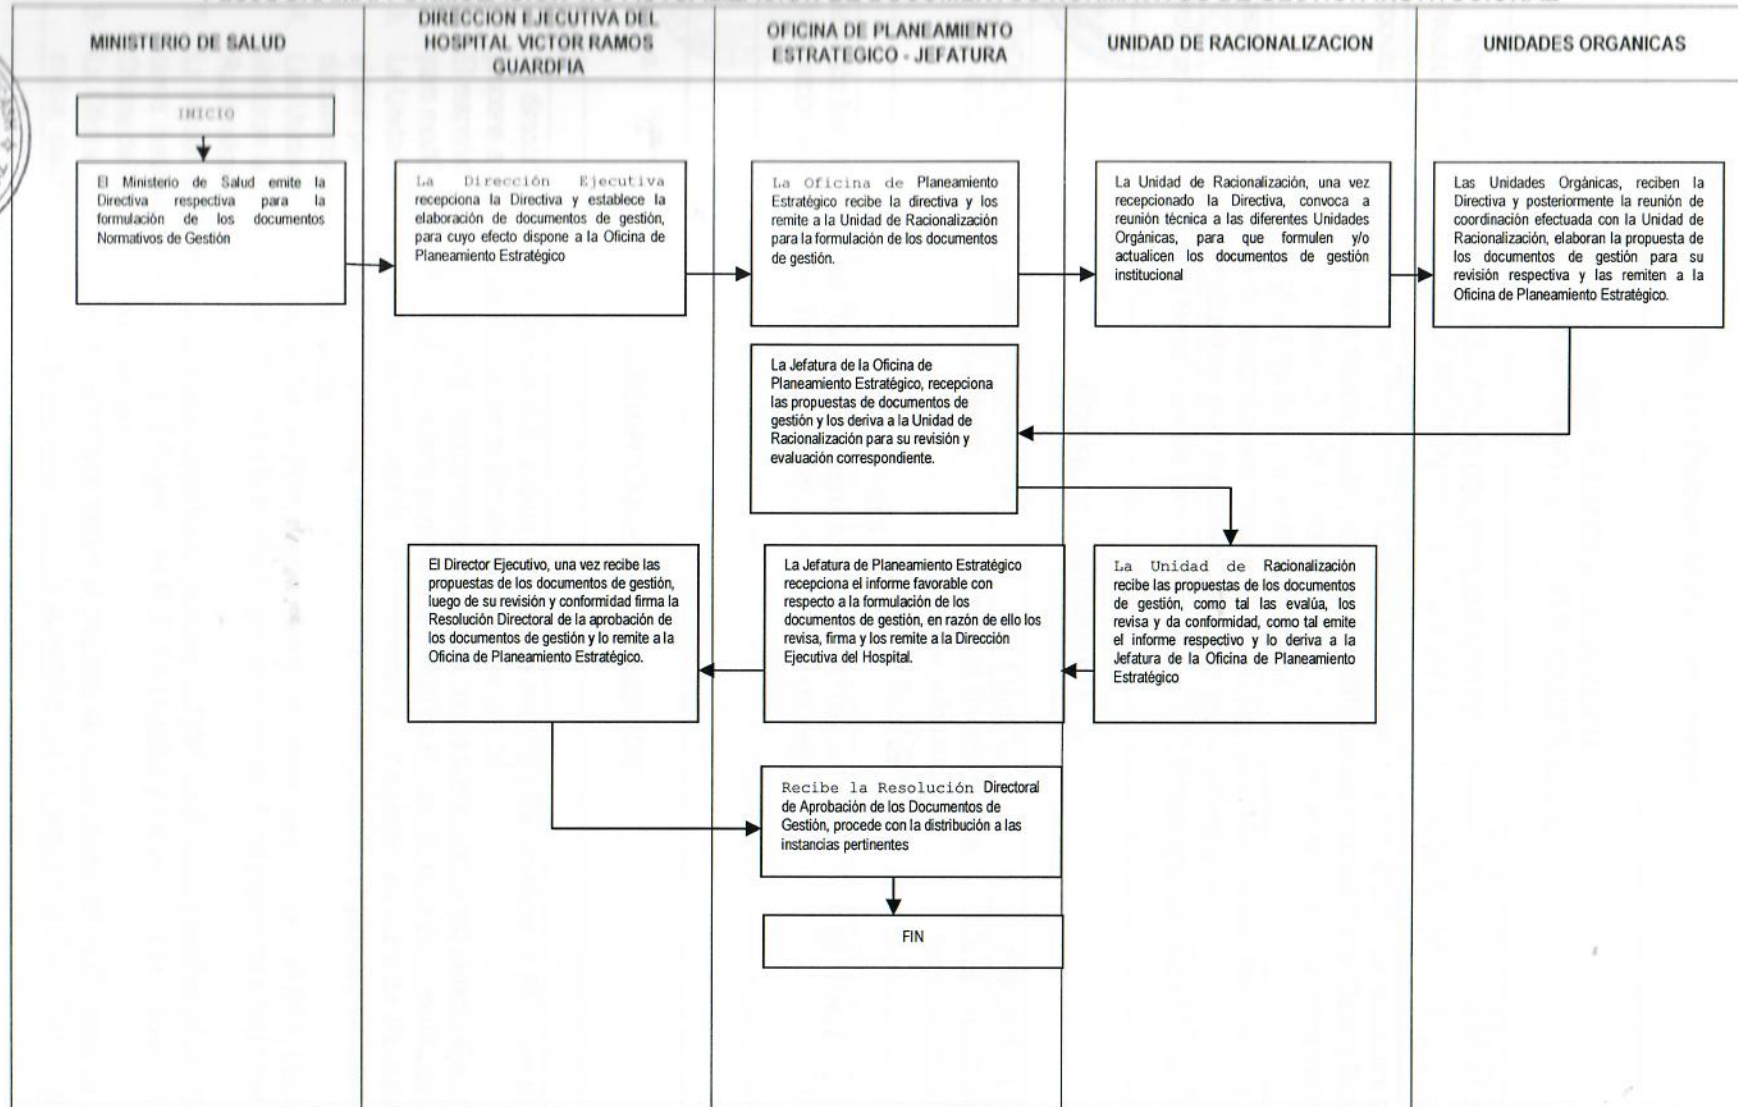 MINISTERIO DE SALUD
DIRECCION EJECUTIVA DEL
HOSPITAL VICTOR RAMOS
GUARDFIA
OFICINA DE PLANEAMIENTO
ESTRATEGICO - JEFATURA
UNIDAD DE RACIONALIZACION
UNIDADES ORGANICAS
INICIO
El Ministerio de Salud emite la
Directiva respectiva para la
formulación de los documentos
Normativos de Gestión
La Dirección Ejecutiva
recepciona la Directiva y establece la
elaboración de documentos de gestión,
para cuyo efecto dispone a la Oficina de
Planeamiento Estratégico
La Oficina de Planeamiento
Estratégico recibe la directiva y los
remite a la Unidad de Racionalización
para la formulación de los documentos
de gestión.
La Unidad de Racionalización, una vez
recepcionado la Directiva, convoca a
reunión técnica a las diferentes Unidades
Orgánicas, para que formulen y/o
actualicen los documentos de gestión
institucional
Las Unidades Orgánicas, reciben la
Directiva y posteriormente la reunión de
coordinación efectuada con la Unidad de
Racionalización, elaboran la propuesta de
los documentos de gestión para su
revisión respectiva y las remiten a la
Oficina de Planeamiento Estratégico.
La Jefatura de la Oficina de
Planeamiento Estratégico, recepciona
las propuestas de documentos de
gestión y los deriva a la Unidad de
Racionalización para su revisión y
evaluación correspondiente.
El Director Ejecutivo, una vez recibe las
propuestas de los documentos de gestión,
luego de su revisión y conformidad firma la
Resolución Directoral de la aprobación de
los documentos de gestión y lo remite a la
Oficina de Planeamiento Estratégico.
La Jefatura de Planeamiento Estratégico
recepciona el informe favorable con
respecto a la formulación de los
documentos de gestión, en razón de ello los
revisa, firma y los remite a la Dirección
Ejecutiva del Hospital.
La Unidad de Racionalización
recibe las propuestas de los documentos
de gestión, como tal las evalúa, los
revisa y da conformidad, como tal emite
el informe respectivo y lo deriva a la
Jefatura de la Oficina de Planeamiento
Estratégico
Recibe la Resolución Directoral
de Aprobación de los Documentos de
Gestión, procede con la distribución a las
instancias pertinentes
FIN